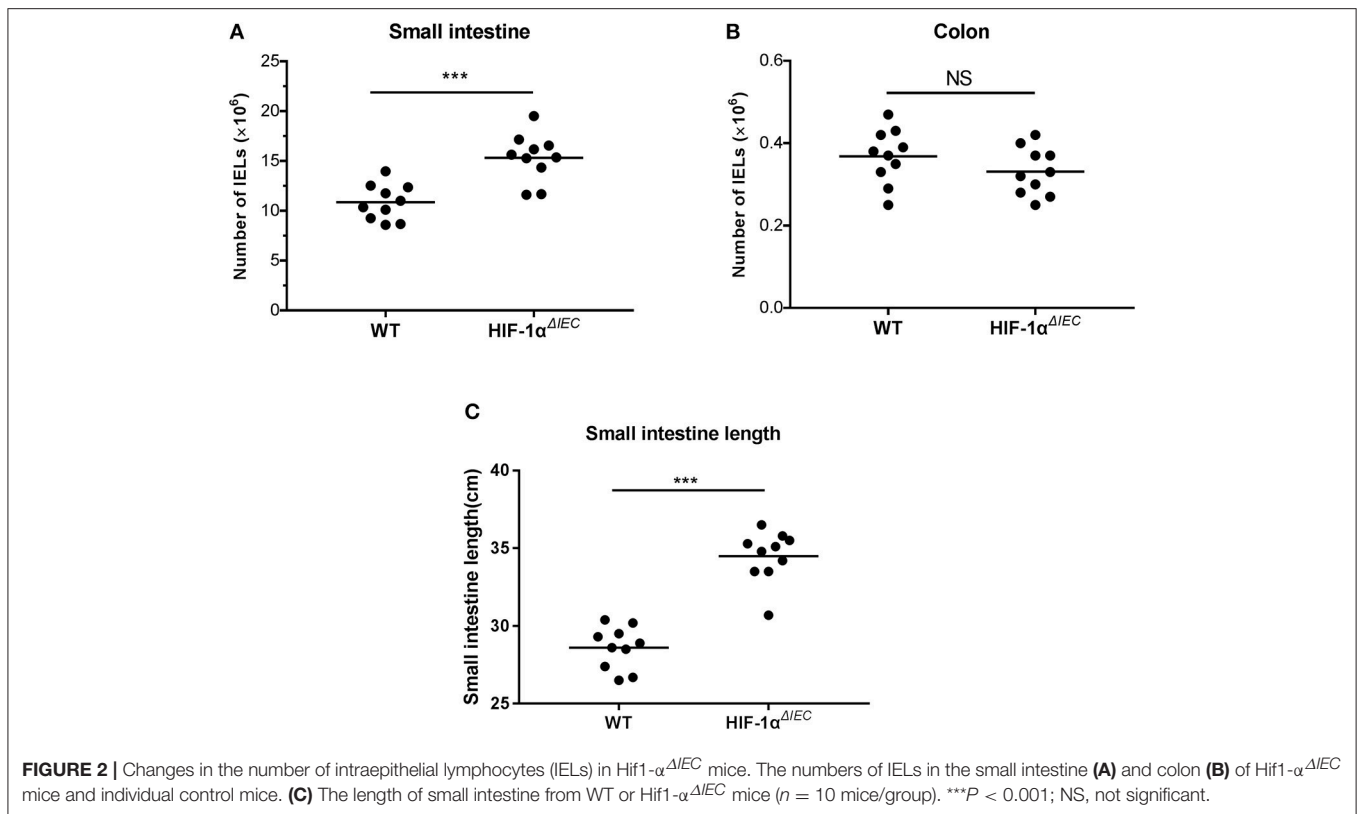 A
Small intestine
Number of IELs (×10⁶)
25
20
15
10
5
0
***
WT
HIF-1α^ΔIEC
B
Colon
Number of IELs (×10⁶)
0.6
0.4
0.2
0.0
NS
WT
HIF-1α^ΔIEC
C
Small intestine length
Small intestine length(cm)
40
35
30
25
***
WT
HIF-1α^ΔIEC
FIGURE 2 | Changes in the number of intraepithelial lymphocytes (IELs) in Hif1-α^ΔIEC mice. The numbers of IELs in the small intestine (A) and colon (B) of Hif1-α^ΔIEC
mice and individual control mice. (C) The length of small intestine from WT or Hif1-α^ΔIEC mice (n = 10 mice/group). ***P < 0.001; NS, not significant.